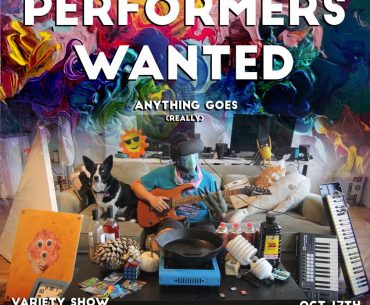 PERFORMERS
WANTED
ANYTHING GOES
(REALLY)
VARIETY SHOW
OCT 17TH